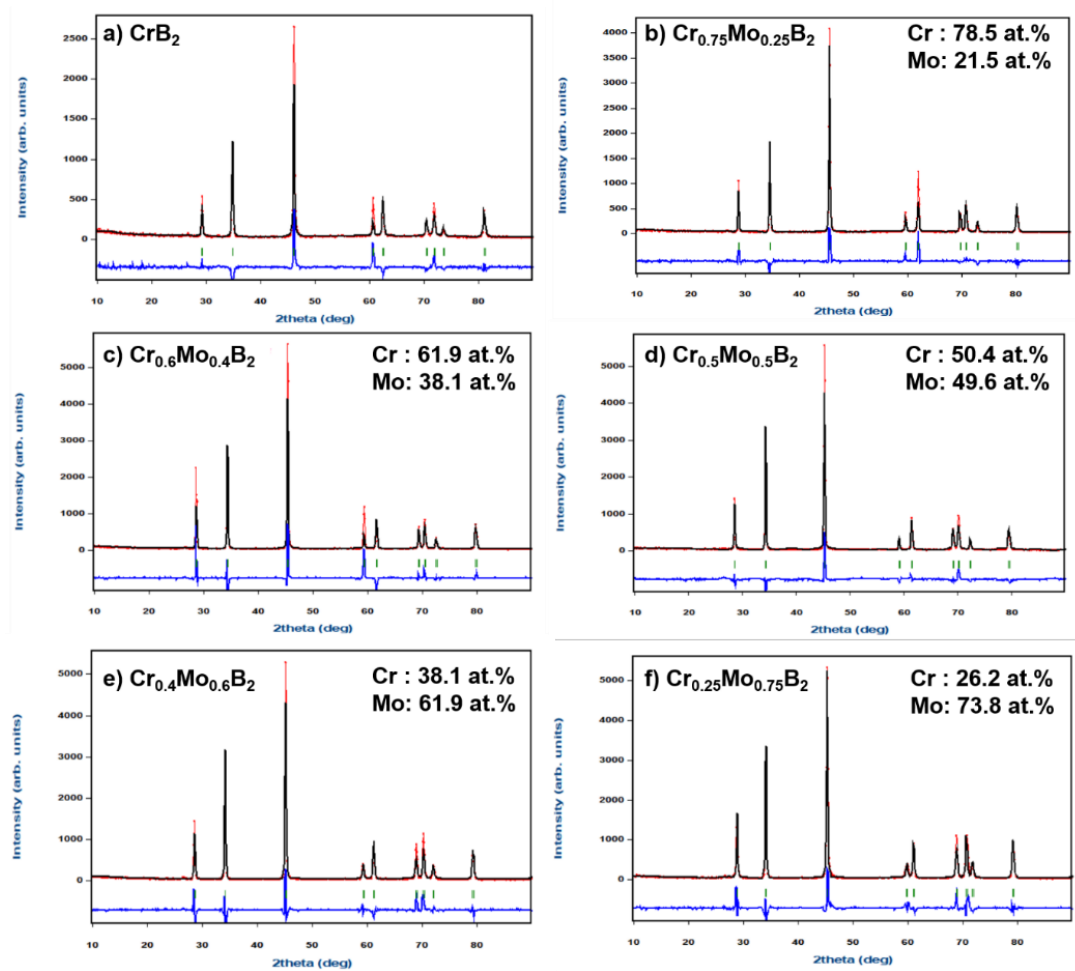 a) CrB₂
Intensity (arb. units)
2500
2000
1500
1000
500
0
10 20 30 40 50 60 70 80
2theta (deg)
b) Cr₀.₇₅Mo₀.₂₅B₂
Cr : 78.5 at.%
Mo: 21.5 at.%
Intensity (arb. units)
4000
3500
3000
2500
2000
1500
1000
500
0
10 20 30 40 50 60 70 80
2theta (deg)
c) Cr₀.₆Mo₀.₄B₂
Cr : 61.9 at.%
Mo: 38.1 at.%
Intensity (arb. units)
5000
4000
3000
2000
1000
0
10 20 30 40 50 60 70 80
2theta (deg)
d) Cr₀.₅Mo₀.₅B₂
Cr : 50.4 at.%
Mo: 49.6 at.%
Intensity (arb. units)
5000
4000
3000
2000
1000
0
10 20 30 40 50 60 70 80
2theta (deg)
e) Cr₀.₄Mo₀.₆B₂
Cr : 38.1 at.%
Mo: 61.9 at.%
Intensity (arb. units)
5000
4000
3000
2000
1000
0
10 20 30 40 50 60 70 80
2theta (deg)
f) Cr₀.₂₅Mo₀.₇₅B₂
Cr : 26.2 at.%
Mo: 73.8 at.%
Intensity (arb. units)
5000
4000
3000
2000
1000
0
10 20 30 40 50 60 70 80
2theta (deg)